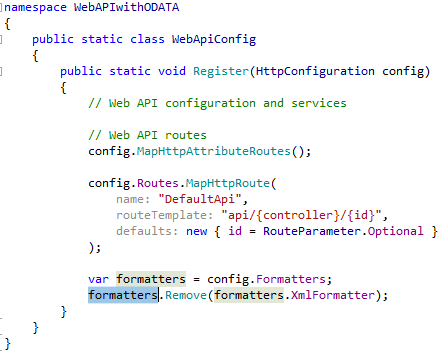 namespace WebAPIwithODATA
{
    public static class WebApiConfig
    {
        public static void Register(HttpConfiguration config)
        {
            // Web API configuration and services

            // Web API routes
            config.MapHttpAttributeRoutes();

            config.Routes.MapHttpRoute(
                name: "DefaultApi",
                routeTemplate: "api/{controller}/{id}",
                defaults: new { id = RouteParameter.Optional }
            );

            var formatters = config.Formatters;
            formatters.Remove(formatters.XmlFormatter);
        }
    }
}